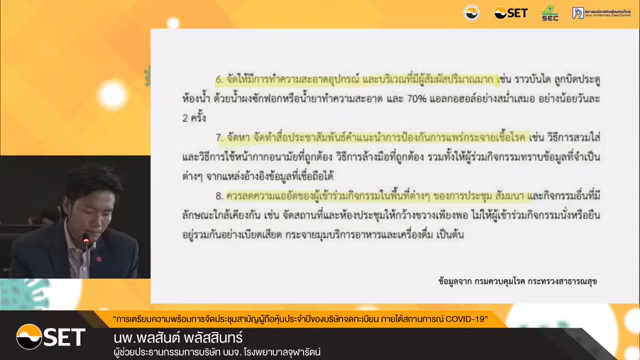 SET
SEC
6. จัดให้มีการทำความสะอาดอุปกรณ์ และบริเวณที่มีผู้สัมผัสปริมาณมาก เช่น ราวบันได ลูกบิดประตู
ห้องน้ำ ด้วยน้ำผงซักฟอกหรือน้ำยาทำความสะอาด และ 70% แอลกอฮอล์อย่างสม่ำเสมอ อย่างน้อยวันละ
2 ครั้ง
7. จัดหา จัดทำสื่อประชาสัมพันธ์คำแนะนำการป้องกันการแพร่กระจายเชื้อโรค เช่น วิธีการสวมใส่
และวิธีการใช้หน้ากากอนามัยที่ถูกต้อง วิธีการล้างมือที่ถูกต้อง รวมทั้งให้ผู้ร่วมกิจกรรมทราบข้อมูลที่จำเป็น
ต่างๆ จากแหล่งอ้างอิงข้อมูลที่เชื่อถือได้
8. ควรลดความแออัดของผู้เข้าร่วมกิจกรรมในพื้นที่ต่างๆ ของการประชุม สัมมนา และกิจกรรมอื่นที่มี
ลักษณะใกล้เคียงกัน เช่น จัดสถานที่และห้องประชุมให้กว้างขวางเพียงพอ ไม่ให้ผู้เข้าร่วมกิจกรรมนั่งหรือยืน
อยู่รวมกันอย่างเบียดเสียด กระจายมุมบริการอาหารและเครื่องดื่ม เป็นต้น
ข้อมูลจาก กรมควบคุมโรค กระทรวงสาธารณสุข
"การเตรียมความพร้อมการจัดประชุมสามัญผู้ถือหุ้นประจำปีของบริษัทจดทะเบียน ภายใต้สถานการณ์ COVID-19"
SET
นพ.พลสันต์ พลัสสินทร์
ผู้ช่วยประธานกรรมการบริษัท บมจ. โรงพยาบาลจุฬารัตน์